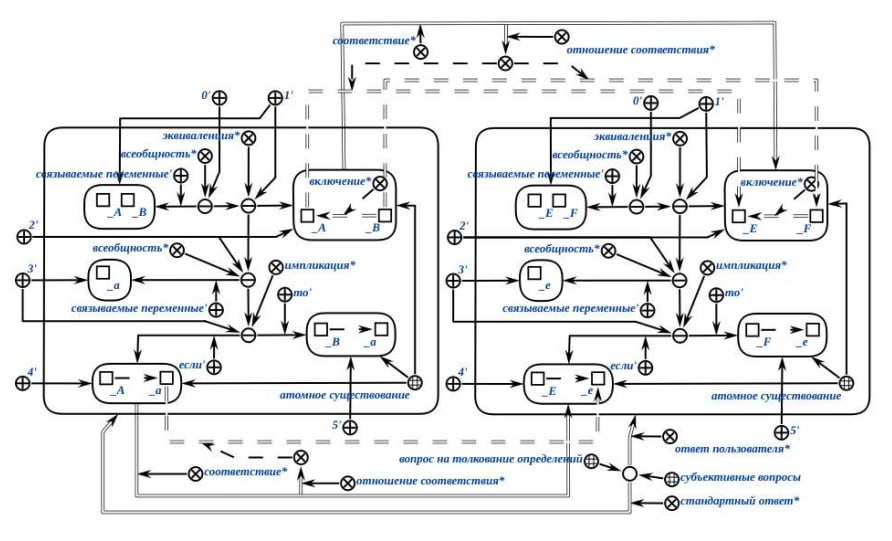 соответствие*
отношение соответствия*
0'
1'
0'
1'
эквиваленция*
эквиваленция*
всеобщность*
всеобщность*
связываемые переменные'
связываемые переменные'
включение*
включение*
_A _B
_A
_B
_E _F
_E
_F
2'
2'
всеобщность*
всеобщность*
3'
импликация*
3'
импликация*
_a
_e
то'
то'
связываемые переменные'
связываемые переменные'
_B _a
_F _e
если'
если'
4'
4'
_A _a
атомное существование
_E _e
атомное существование
5'
5'
ответ пользователя*
вопрос на толкование определений
соответствие*
отношение соответствия*
субъективные вопросы
стандартный ответ*